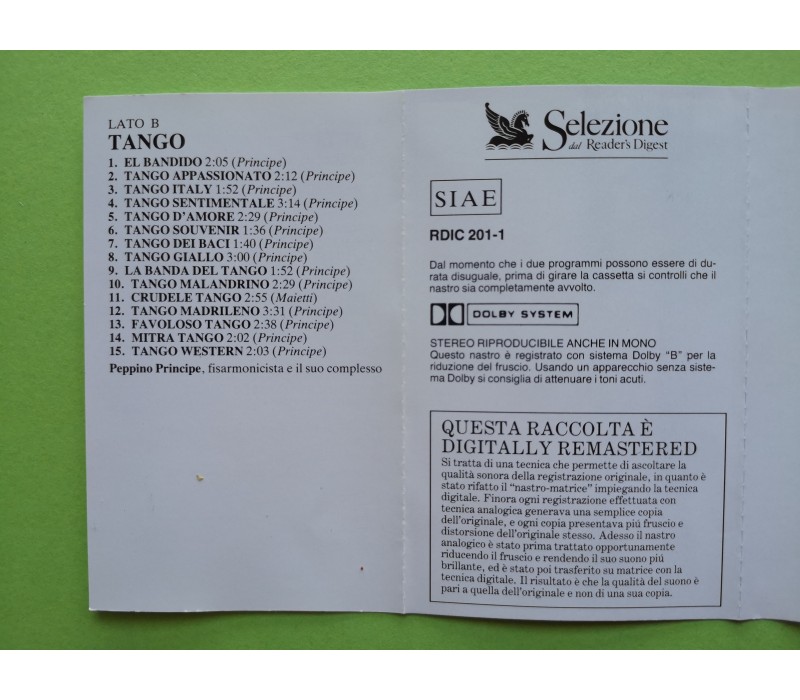 LATO B
TANGO
1. EL BANDIDO 2:05 (Principe)
2. TANGO APPASSIONATO 2:12 (Principe)
3. TANGO ITALY 1:52 (Principe)
4. TANGO SENTIMENTALE 3:14 (Principe)
5. TANGO D'AMORE 2:29 (Principe)
6. TANGO SOUVENIR 1:36 (Principe)
7. TANGO DEI BACI 1:40 (Principe)
8. TANGO GIALLO 3:00 (Principe)
9. LA BANDA DEL TANGO 1:52 (Principe)
10. TANGO MALANDRINO 2:29 (Principe)
11. CRUDELE TANGO 2:55 (Maietti)
12. TANGO MADRILENO 3:31 (Principe)
13. FAVOLOSO TANGO 2:38 (Principe)
14. MITRA TANGO 2:02 (Principe)
15. TANGO WESTERN 2:03 (Principe)
Peppino Principe, fisarmonicista e il suo complesso
Selezione
dal Reader's Digest
SIAE
RDIC 201-1
Dal momento che i due programmi possono essere di du-
rata disuguale, prima di girare la cassetta si controlli che il
nastro sia completamente avvolto.
DOLBY SYSTEM
STEREO RIPRODUCIBILE ANCHE IN MONO
Questo nastro è registrato con sistema Dolby "B" per la
riduzione del fruscio. Usando un apparecchio senza siste-
ma Dolby si consiglia di attenuare i toni acuti.
QUESTA RACCOLTA È
DIGITALLY REMASTERED
Si tratta di una tecnica che permette di ascoltare la
qualità sonora della registrazione originale, in quanto è
stato rifatto il "nastro-matrice" impiegando la tecnica
digitale. Finora ogni registrazione effettuata con
tecnica analogica generava una semplice copia
dell'originale, e ogni copia presentava piú fruscio e
distorsione dell'originale stesso. Adesso il nastro
analogico è stato prima trattato opportunamente
riducendo il fruscio e rendendo il suo suono piú
brillante, ed è stato poi trasferito su matrice con la
tecnica digitale. Il risultato è che la qualità del suono è
pari a quella dell'originale e non di una sua copia.